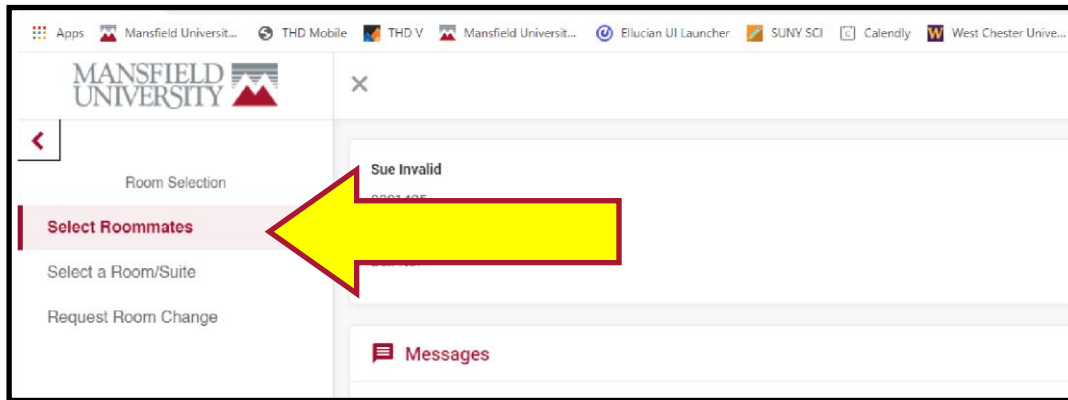 Apps Mansfield Universit... THD Mobile THD V Mansfield Universit... Ellucian UI Launcher SUNY SCI Calendly West Chester Unive...
MANSFIELD
UNIVERSITY
Room Selection
Select Roommates
Select a Room/Suite
Request Room Change
Sue Invalid
Messages